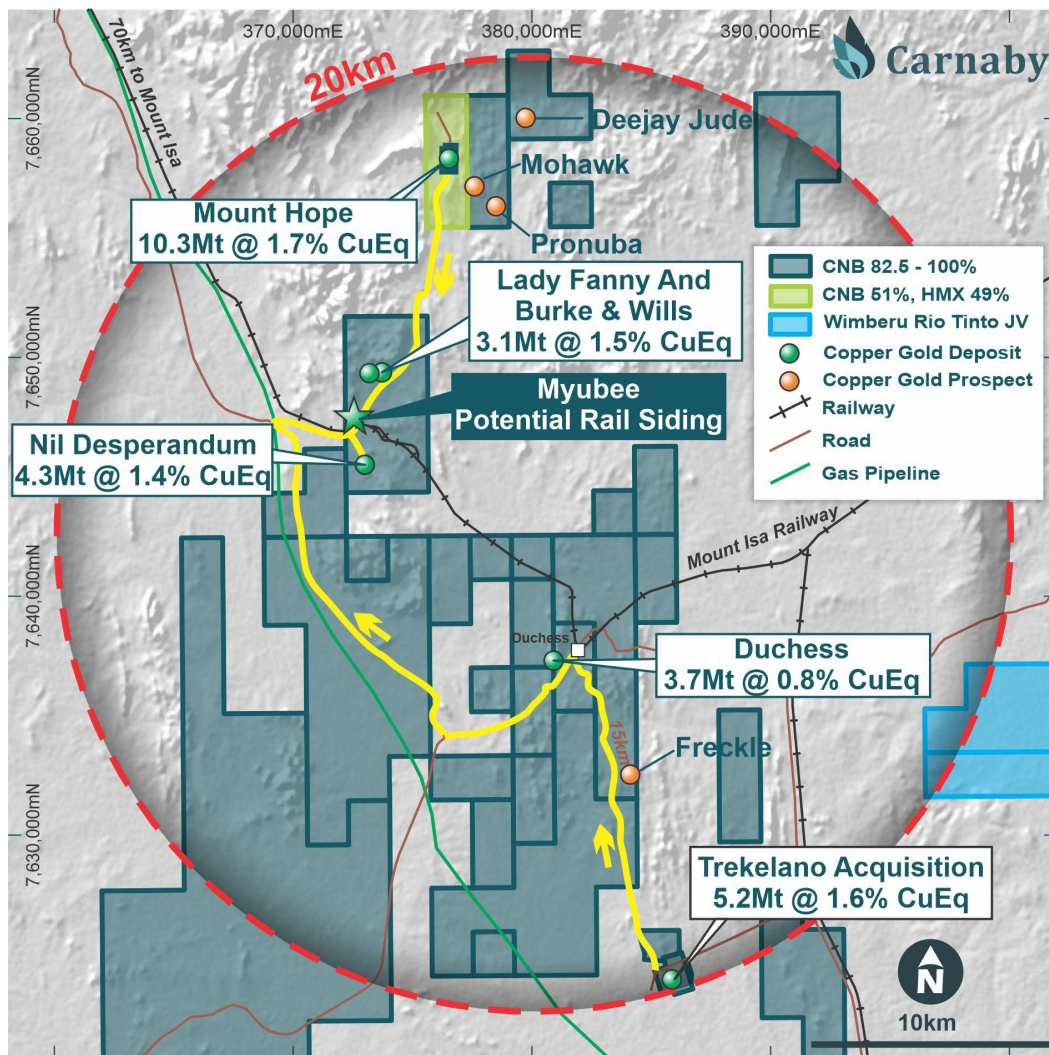 370,000mE
380,000mE
390,000mE
Carnaby
70km to Mount Isa
20km
7,660,000mN
Deejay Jude
Mohawk
Mount Hope
10.3Mt @ 1.7% CuEq
Pronuba
Lady Fanny And
Burke & Wills
3.1Mt @ 1.5% CuEq
CNB 82.5 - 100%
CNB 51%, HMX 49%
Wimberu Rio Tinto JV
Copper Gold Deposit
Copper Gold Prospect
Railway
Road
Gas Pipeline
7,650,000mN
Myubee
Potential Rail Siding
Nil Desperandum
4.3Mt @ 1.4% CuEq
Mount Isa Railway
7,640,000mN
Duchess
Duchess
3.7Mt @ 0.8% CuEq
15km
Freckle
7,630,000mN
Trekelano Acquisition
5.2Mt @ 1.6% CuEq
N
10km